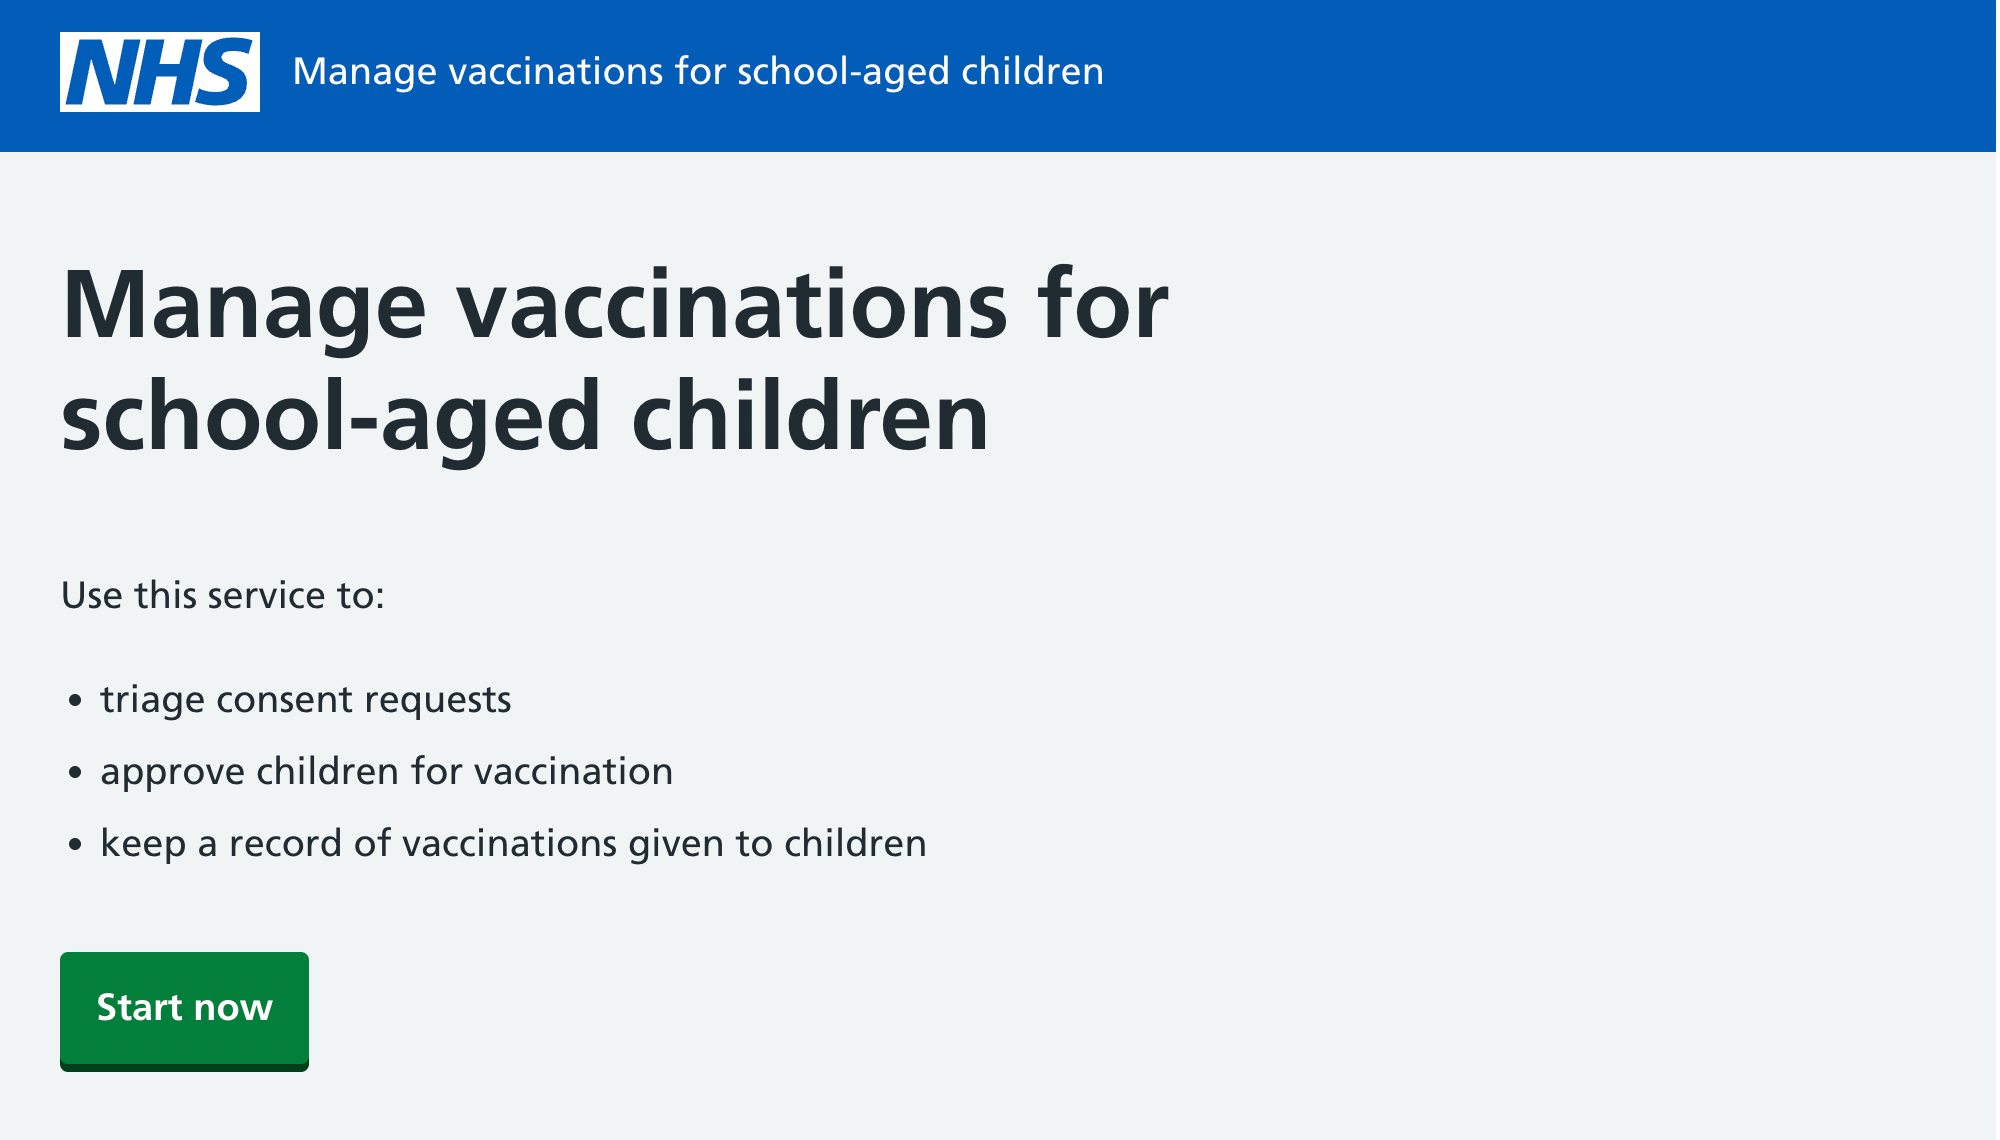 NHS Manage vaccinations for school-aged children
Manage vaccinations for
school-aged children
Use this service to:
• triage consent requests
• approve children for vaccination
• keep a record of vaccinations given to children
Start now